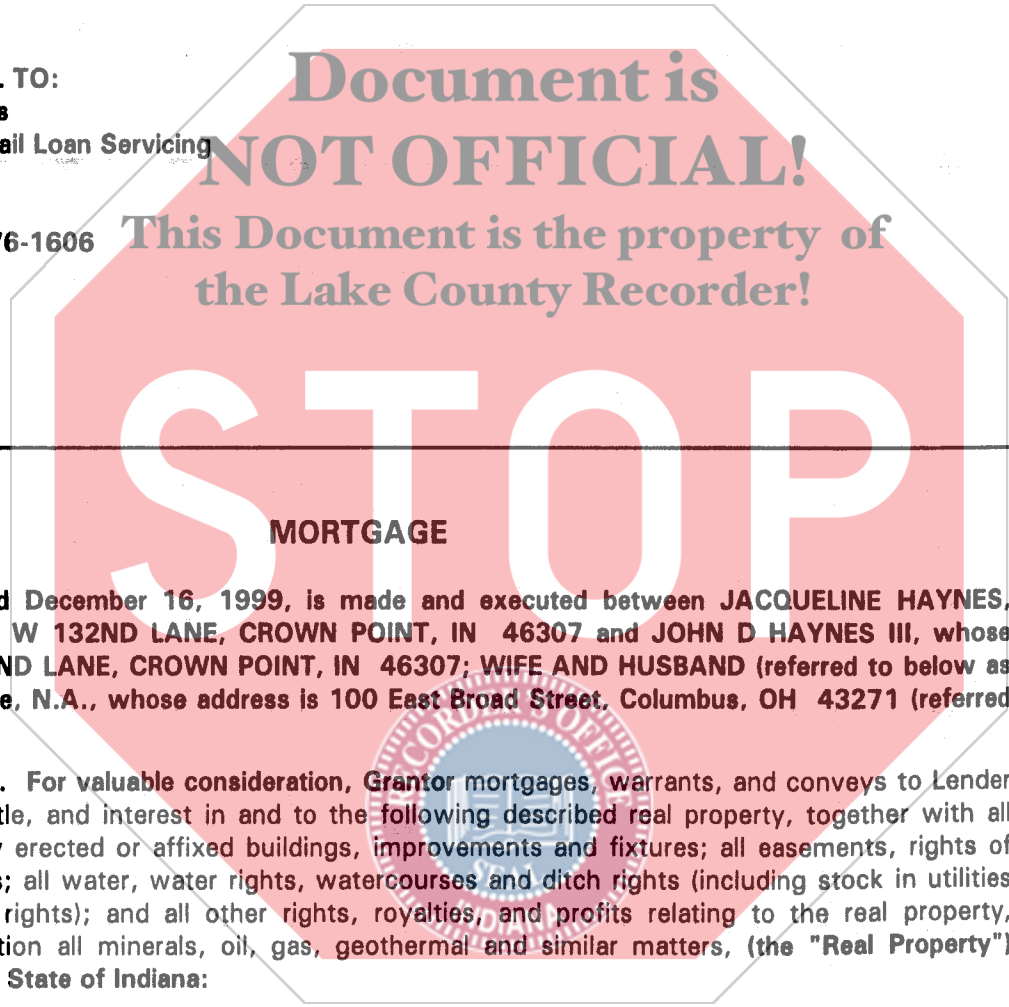 . TO:
s
ail Loan Servicing
76-1606
Document is
NOT OFFICIAL!
This Document is the property of
the Lake County Recorder!
STOP
MORTGAGE
d December 16, 1999, is made and executed between JACQUELINE HAYNES,
W 132ND LANE, CROWN POINT, IN 46307 and JOHN D HAYNES III, whose
ND LANE, CROWN POINT, IN 46307; WIFE AND HUSBAND (referred to below as
e, N.A., whose address is 100 East Broad Street, Columbus, OH 43271 (referred
. For valuable consideration, Grantor mortgages, warrants, and conveys to Lender
tle, and interest in and to the following described real property, together with all
y erected or affixed buildings, improvements and fixtures; all easements, rights of
s; all water, water rights, watercourses and ditch rights (including stock in utilities
rights); and all other rights, royalties, and profits relating to the real property,
tion all minerals, oil, gas, geothermal and similar matters, (the "Real Property")
State of Indiana:
RECORDER'S OFFICE
SEAL
INDIANA